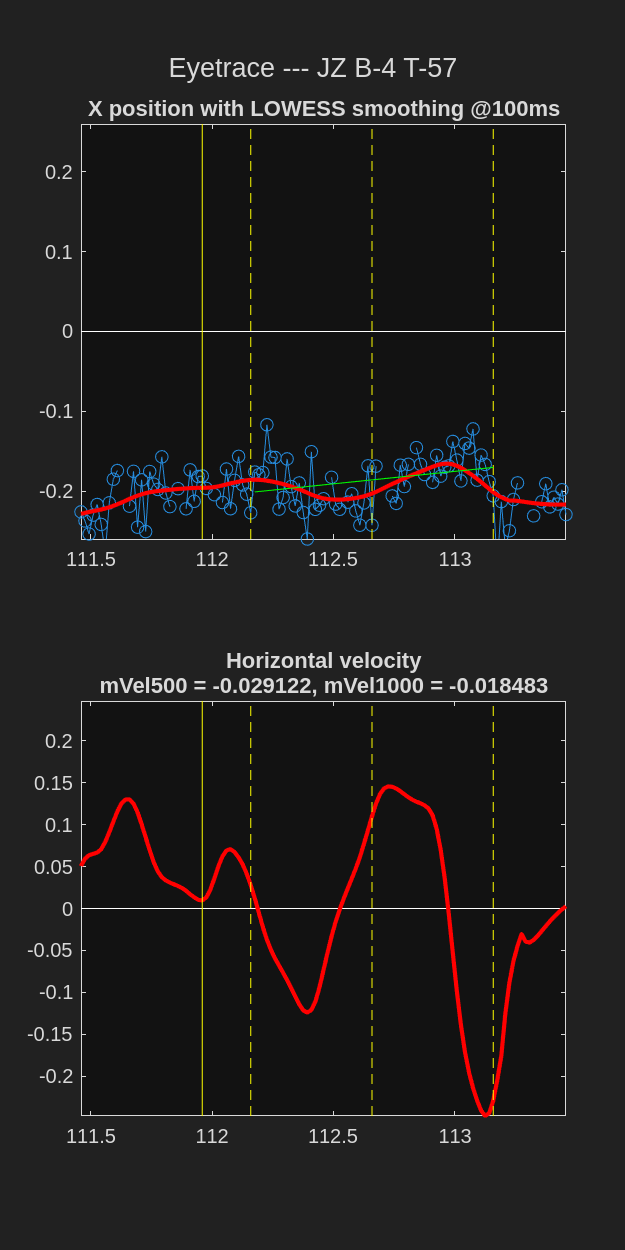 Eyetrace --- JZ B-4 T-57
X position with LOWESS smoothing @100ms
0.2
0.1
0
-0.1
-0.2
111.5 112 112.5 113
Horizontal velocity
mVel500 = -0.029122, mVel1000 = -0.018483
0.2
0.15
0.1
0.05
0
-0.05
-0.1
-0.15
-0.2
111.5 112 112.5 113